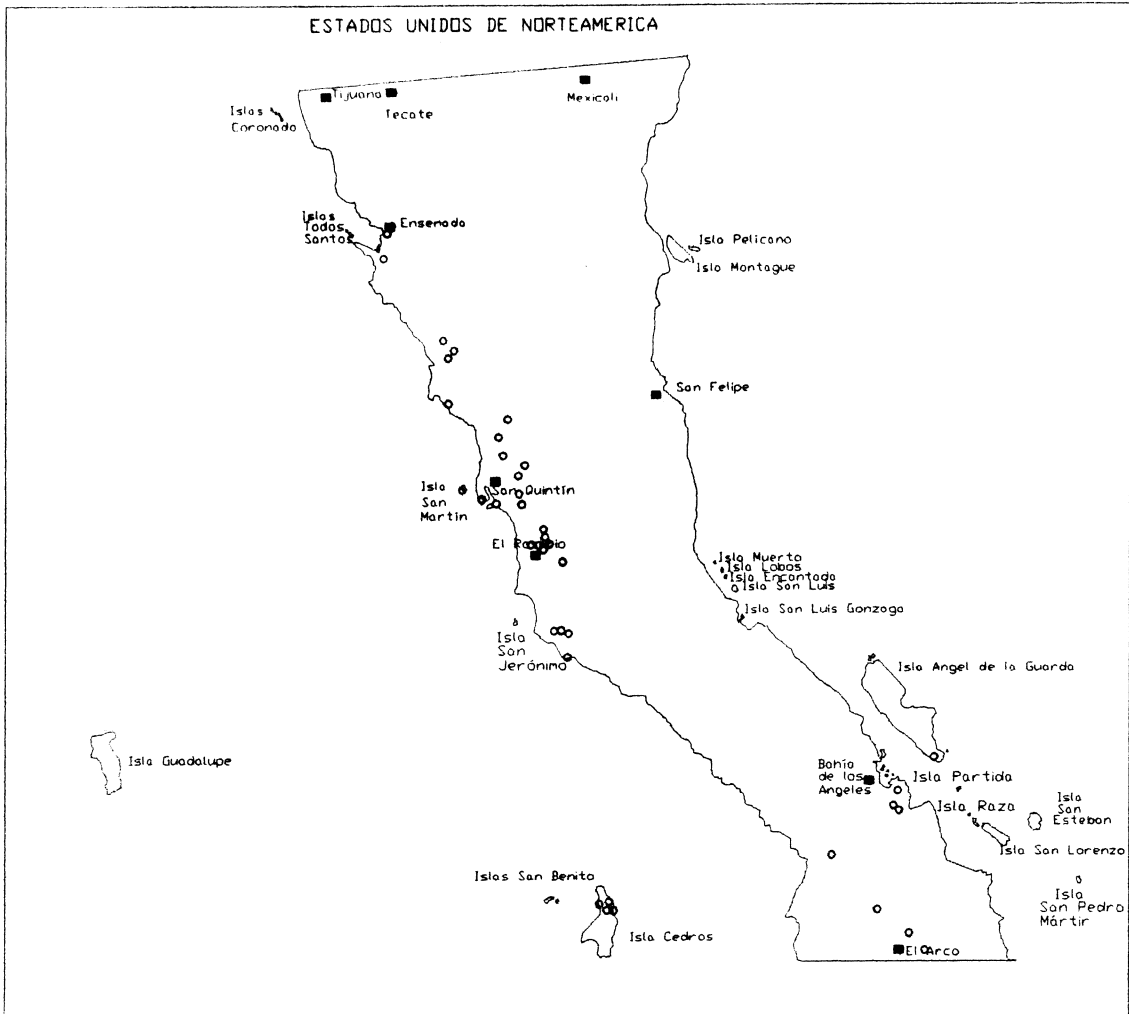 ESTADOS UNIDOS DE NORTEAMERICA
Tijuana
Tecate
Mexicali
Islas
Coronado
Islas
Todos
Santos
Ensenada
Isla Pelicano
Isla Montague
San Felipe
Isla
San
Martín
San Quintín
El Rosario
Isla Muerto
Isla Lobos
Isla Encantada
Isla San Luis
Isla San Luis Gonzaga
Isla
San
Jerónimo
Isla Angel de la Guarda
Isla Guadalupe
Bahía
de los
Angeles
Isla Partida
Isla Raza
Isla
San
Esteban
Isla San Lorenzo
Islas San Benito
Isla
San Pedro
Mártir
Isla Cedros
El Arco